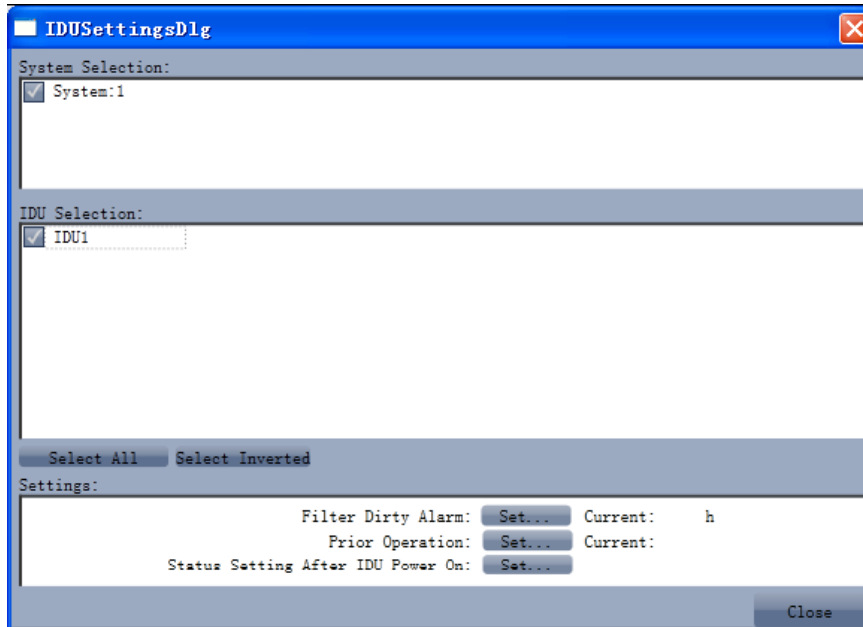 IDUSettingsDlg
System Selection:
System:1
IDU Selection:
IDU1
Select All Select Inverted
Settings:
Filter Dirty Alarm: Set... Current: h
Prior Operation: Set... Current:
Status Setting After IDU Power On: Set...
Close